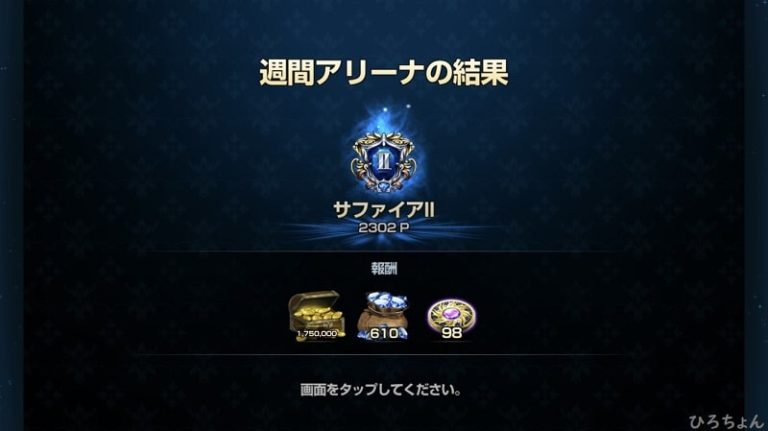 週間アリーナの結果
II
サファイアII
2302 P
報酬
1,750,000 610 98
画面をタップしてください。
ひろちょん